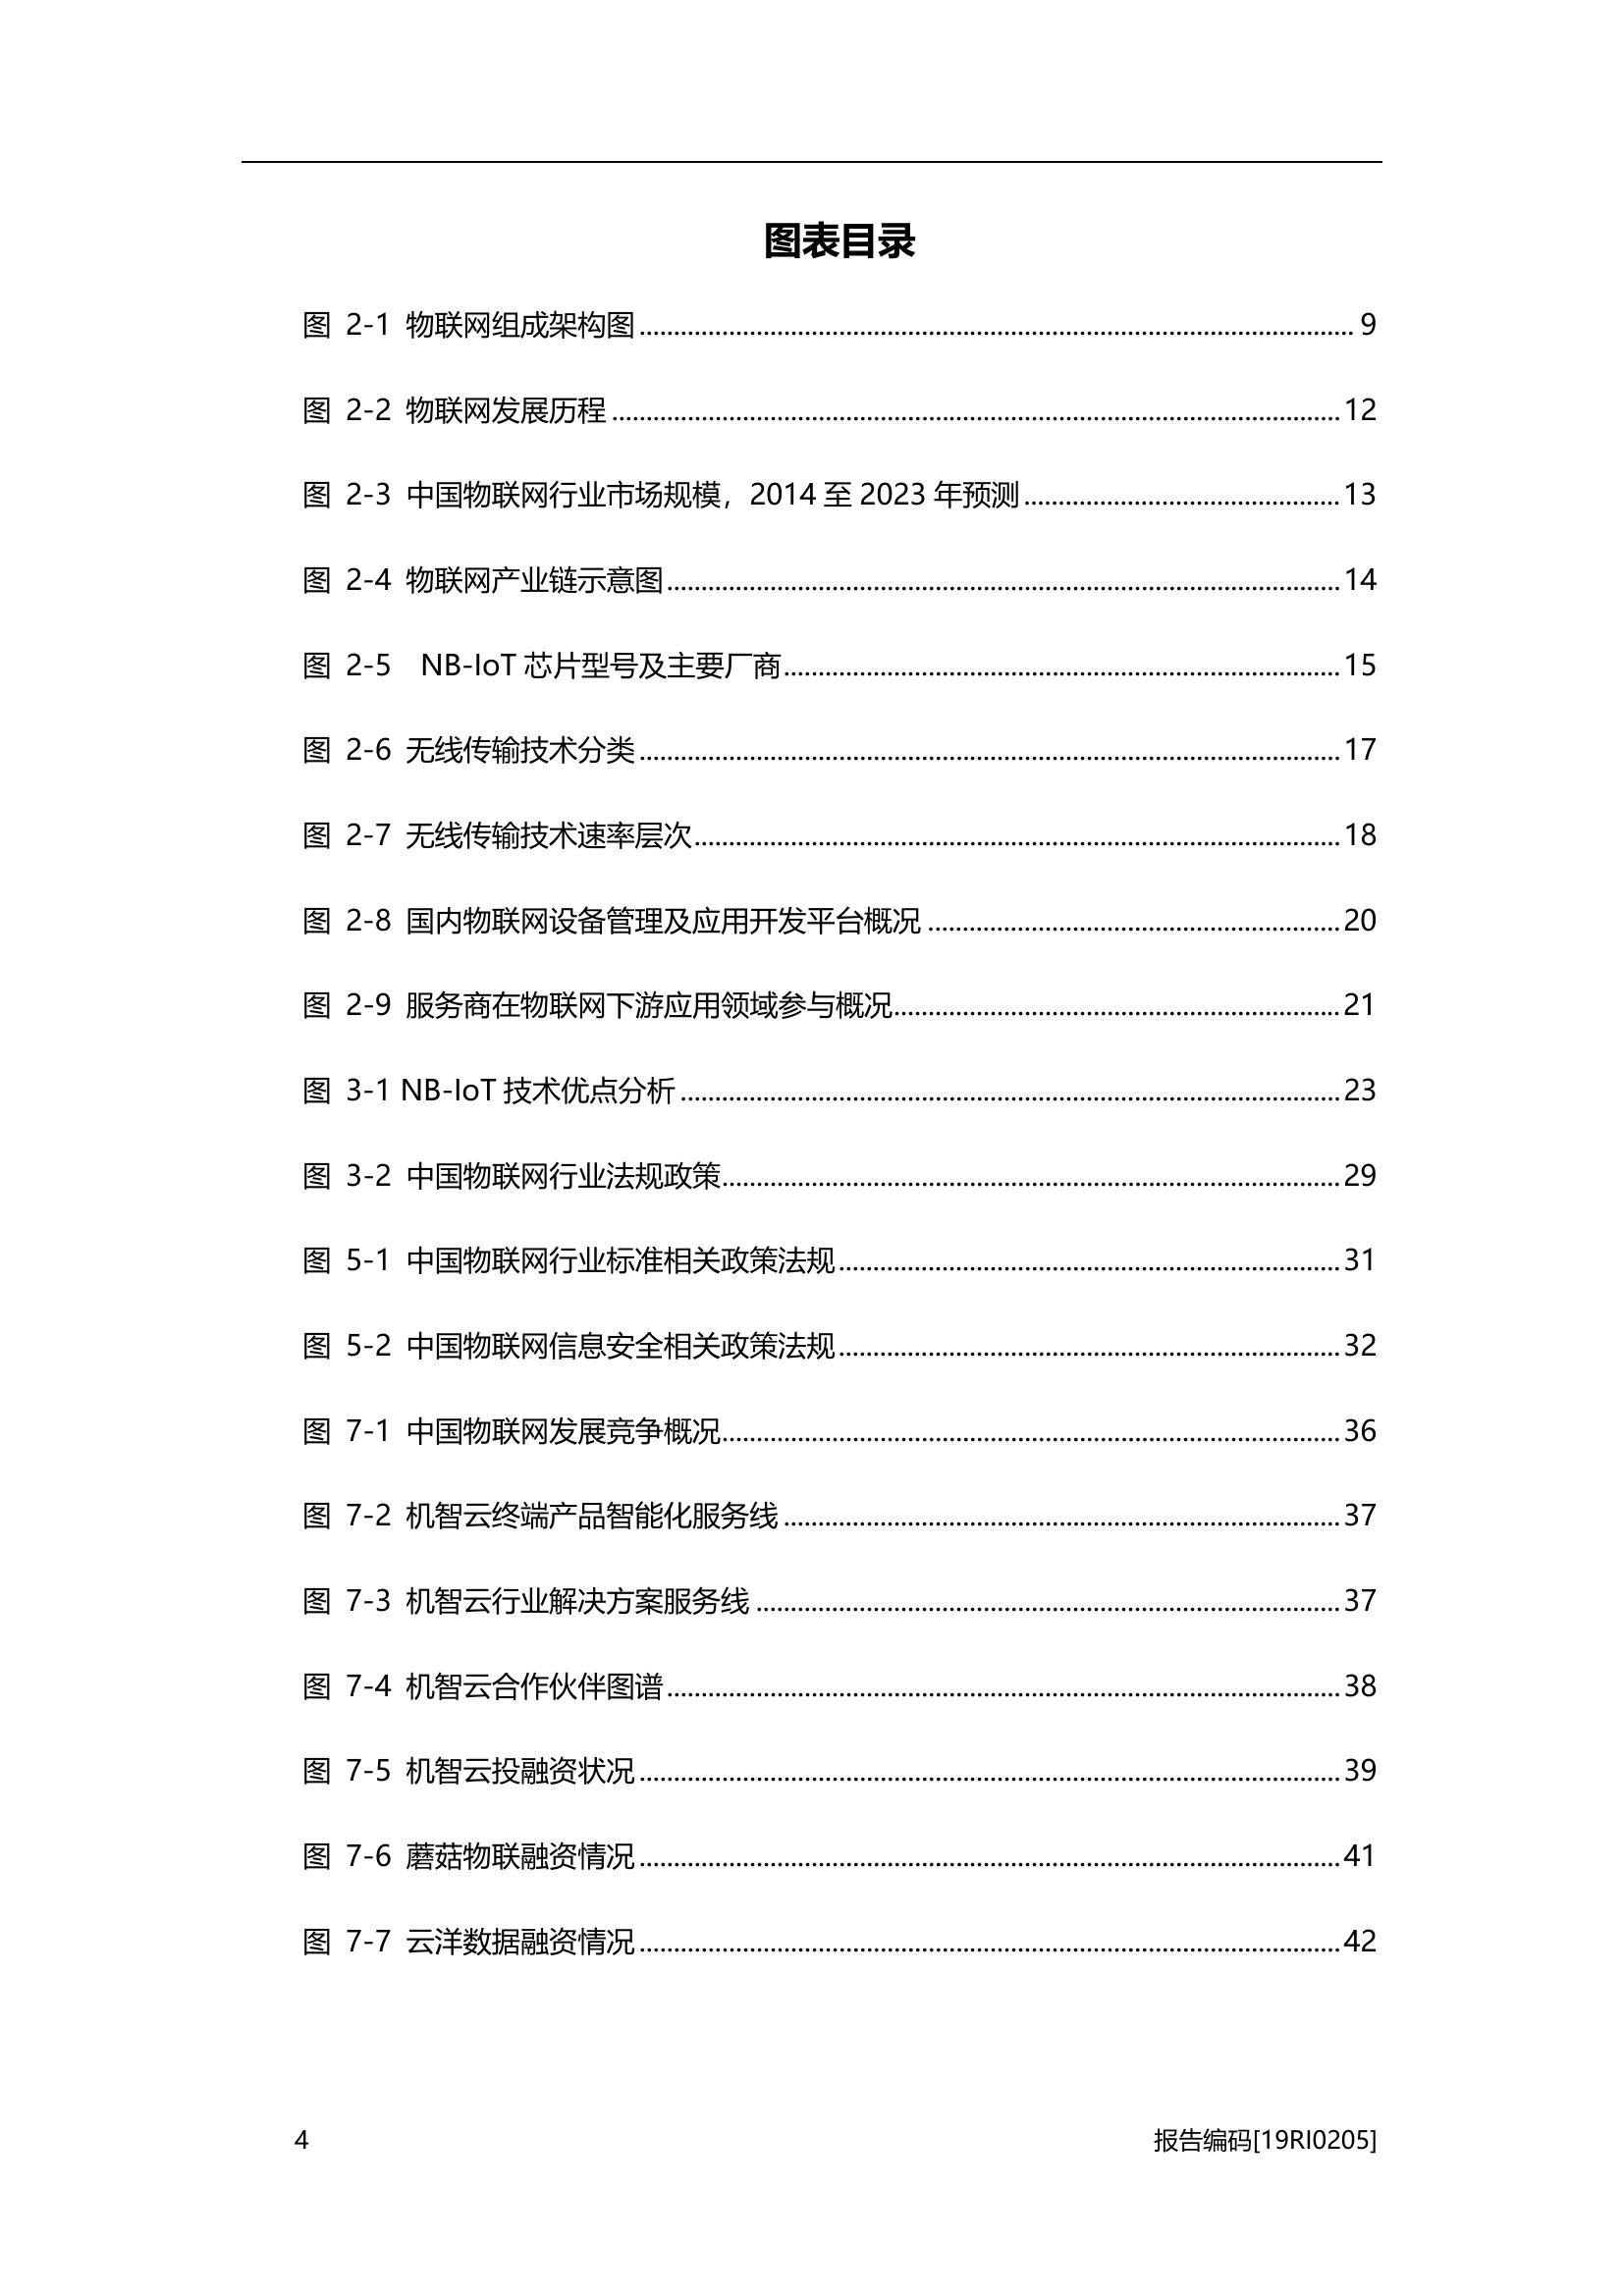 图表目录
图 2-1 物联网组成架构图 9
图 2-2 物联网发展历程 12
图 2-3 中国物联网行业市场规模，2014 至 2023 年预测 13
图 2-4 物联网产业链示意图 14
图 2-5 NB-IoT 芯片型号及主要厂商 15
图 2-6 无线传输技术分类 17
图 2-7 无线传输技术速率层次 18
图 2-8 国内物联网设备管理及应用开发平台概况 20
图 2-9 服务商在物联网下游应用领域参与概况 21
图 3-1 NB-IoT 技术优点分析 23
图 3-2 中国物联网行业法规政策 29
图 5-1 中国物联网行业标准相关政策法规 31
图 5-2 中国物联网信息安全相关政策法规 32
图 7-1 中国物联网发展竞争概况 36
图 7-2 机智云终端产品智能化服务线 37
图 7-3 机智云行业解决方案服务线 37
图 7-4 机智云合作伙伴图谱 38
图 7-5 机智云投融资状况 39
图 7-6 蘑菇物联融资情况 41
图 7-7 云洋数据融资情况 42
4 报告编码[19RI0205]